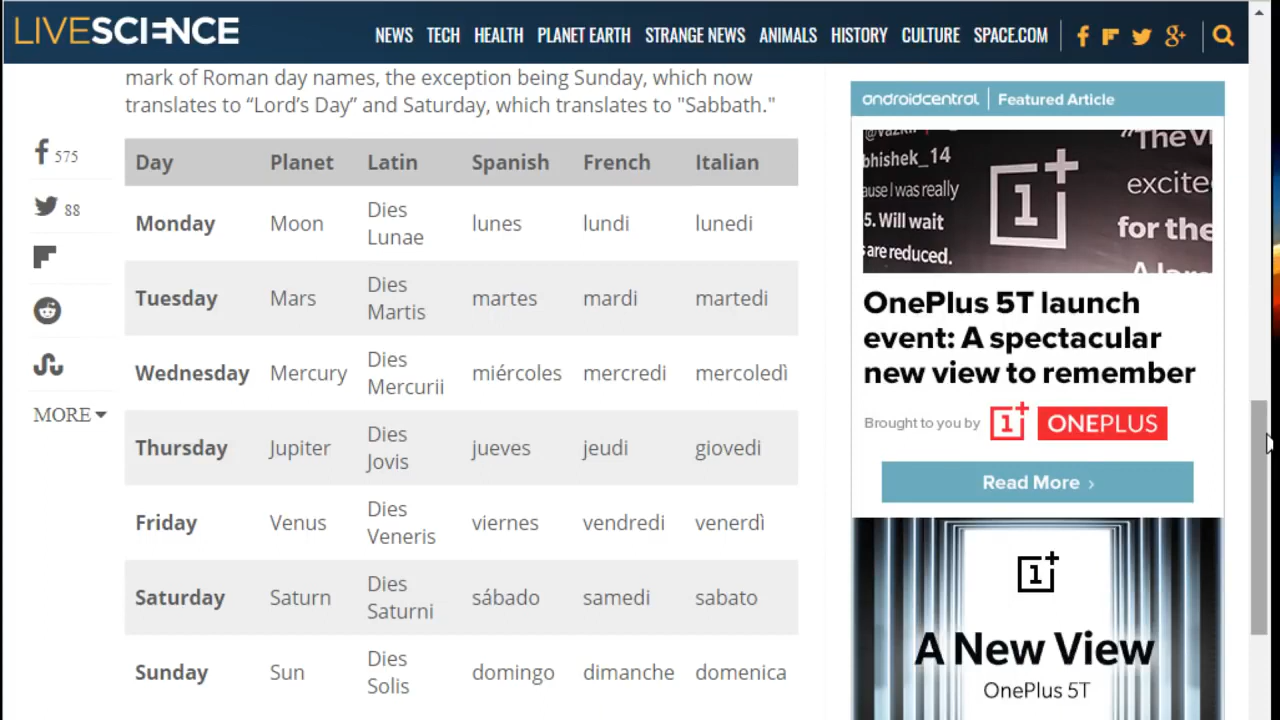 LIVESCIENCE
NEWS TECH HEALTH PLANET EARTH STRANGE NEWS ANIMALS HISTORY CULTURE SPACE.COM
mark of Roman day names, the exception being Sunday, which now
translates to “Lord’s Day” and Saturday, which translates to "Sabbath."
575
88
MORE
Day Planet Latin Spanish French Italian
Monday Moon Dies Lunae lunes lundi lunedi
Tuesday Mars Dies Martis martes mardi martedi
Wednesday Mercury Dies Mercurii miércoles mercredi mercoledì
Thursday Jupiter Dies Jovis jueves jeudi giovedi
Friday Venus Dies Veneris viernes vendredi venerdì
Saturday Saturn Dies Saturni sábado samedi sabato
Sunday Sun Dies Solis domingo dimanche domenica
androidcentral Featured Article
bhishek_14
ause I was really
5. Will wait
s are reduced.
"The
excite
for the
OnePlus 5T launch
event: A spectacular
new view to remember
Brought to you by 1+ ONEPLUS
Read More ›
1+
A New View
OnePlus 5T